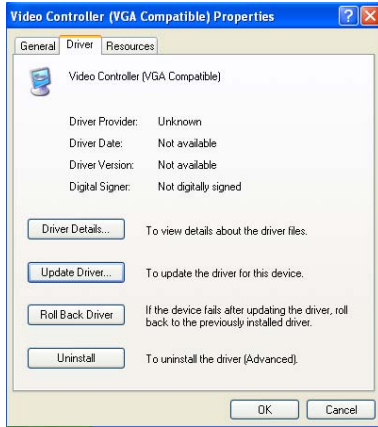 Video Controller (VGA Compatible) Properties
General Driver Resources
Video Controller (VGA Compatible)
Driver Provider: Unknown
Driver Date: Not available
Driver Version: Not available
Digital Signer: Not digitally signed
Driver Details... To view details about the driver files.
Update Driver... To update the driver for this device.
Roll Back Driver If the device fails after updating the driver, roll
back to the previously installed driver.
Uninstall To uninstall the driver (Advanced).
OK Cancel